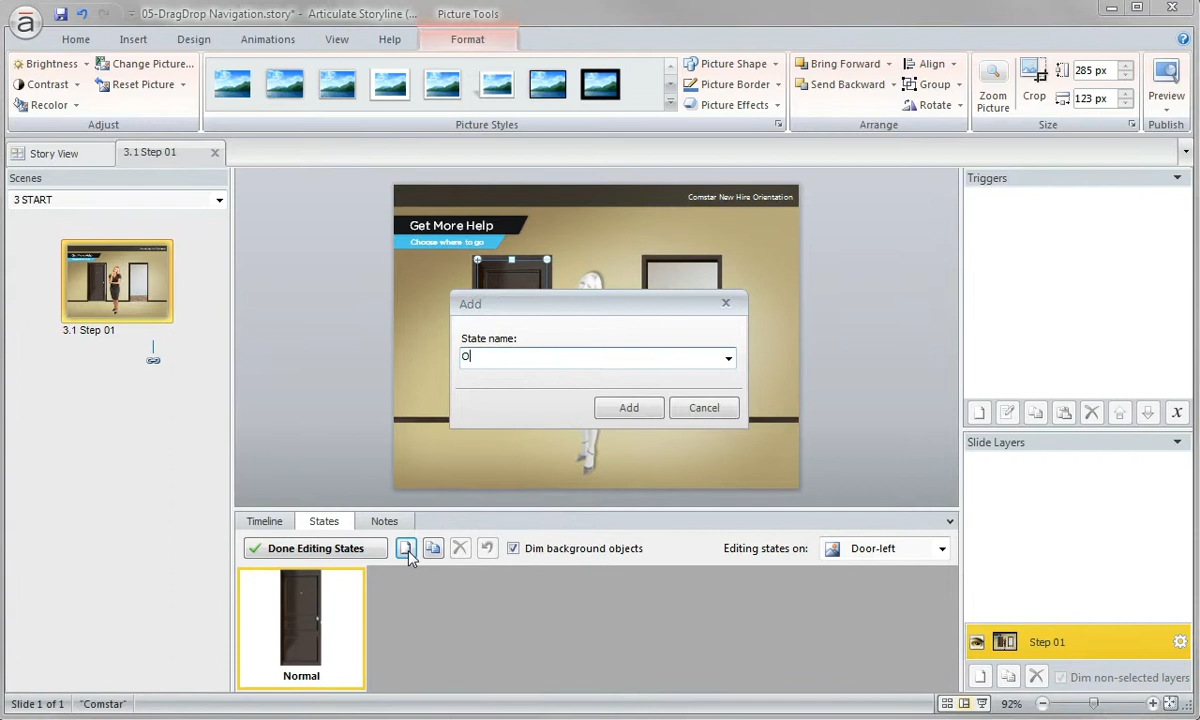 05-DragDrop Navigation.story* - Articulate Storyline (...
Picture Tools
Home
Insert
Design
Animations
View
Help
Format
Brightness
Contrast
Recolor
Change Picture...
Reset Picture
Adjust
Picture Styles
Picture Shape
Picture Border
Picture Effects
Bring Forward
Send Backward
Align
Group
Rotate
Arrange
Zoom
Picture
Crop
285 px
123 px
Size
Preview
Publish
Story View
3.1 Step 01
Scenes
3 START
3.1 Step 01
Comstar New Hire Orientation
Get More Help
Choose where to go
Add
State name:
O
Add
Cancel
Triggers
Slide Layers
Step 01
Dim non-selected layers
Timeline
States
Notes
Done Editing States
Dim background objects
Editing states on:
Door-left
Normal
Slide 1 of 1
"Comstar"
92%